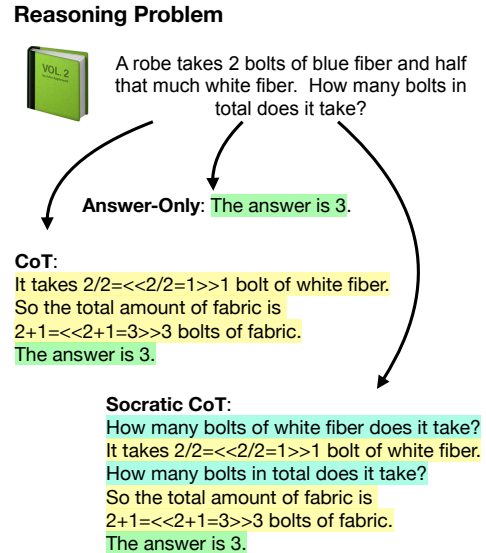 Reasoning Problem
VOL. 2
A robe takes 2 bolts of blue fiber and half
that much white fiber.  How many bolts in
total does it take?
Answer-Only: The answer is 3.
CoT:
It takes 2/2=<<2/2=1>>1 bolt of white fiber.
So the total amount of fabric is
2+1=<<2+1=3>>3 bolts of fabric.
The answer is 3.
Socratic CoT:
How many bolts of white fiber does it take?
It takes 2/2=<<2/2=1>>1 bolt of white fiber.
How many bolts in total does it take?
So the total amount of fabric is
2+1=<<2+1=3>>3 bolts of fabric.
The answer is 3.